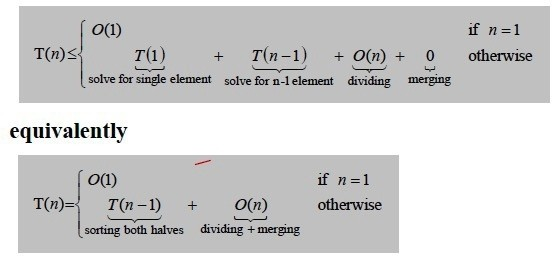 O(1) if n = 1
T(n) ≤ { T(1) + T(n−1) + O(n) + 0 otherwise
solve for single element solve for n-1 element dividing merging
equivalently
O(1) if n = 1
T(n) = { T(n−1) + O(n) otherwise
sorting both halves dividing + merging